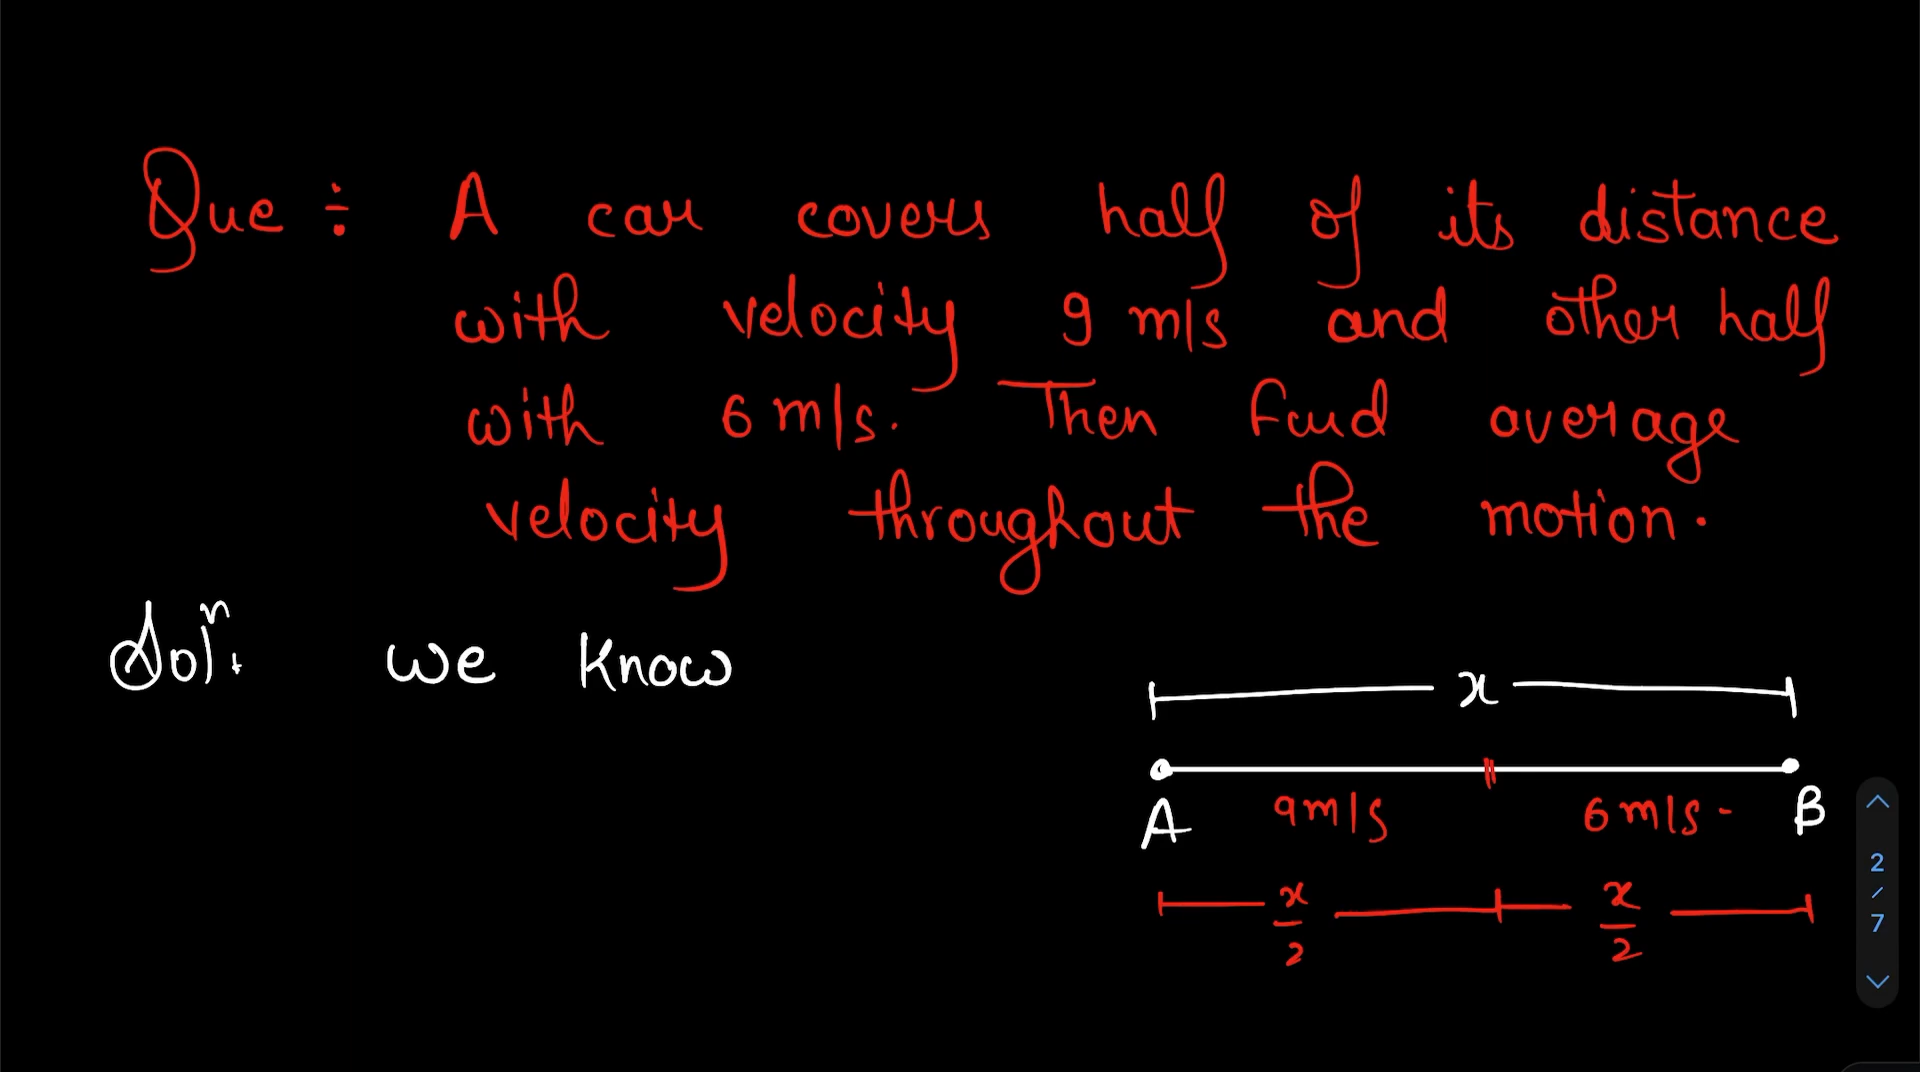 Que ÷ A car covers half of its distance
with velocity 9 m/s and other half
with 6 m/s. Then find average
velocity throughout the motion.
Solⁿ. we know
x
A 9m/s 6m/s - B
x/2 x/2
2
/
7